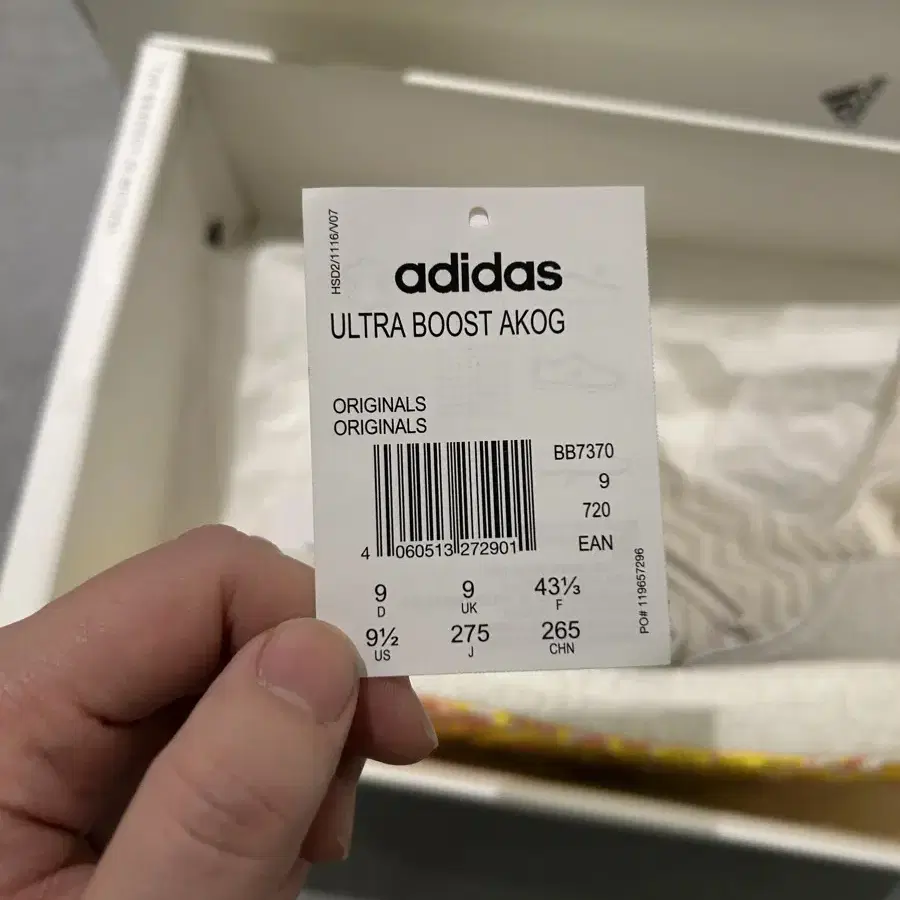 HSD2/1116/V07
adidas
ULTRA BOOST AKOG
ORIGINALS
ORIGINALS
BB7370
9
720
4 060513 272901
EAN
9 9 43⅓
D UK F
9½ 275 265
US J CHN
PO# 119657296